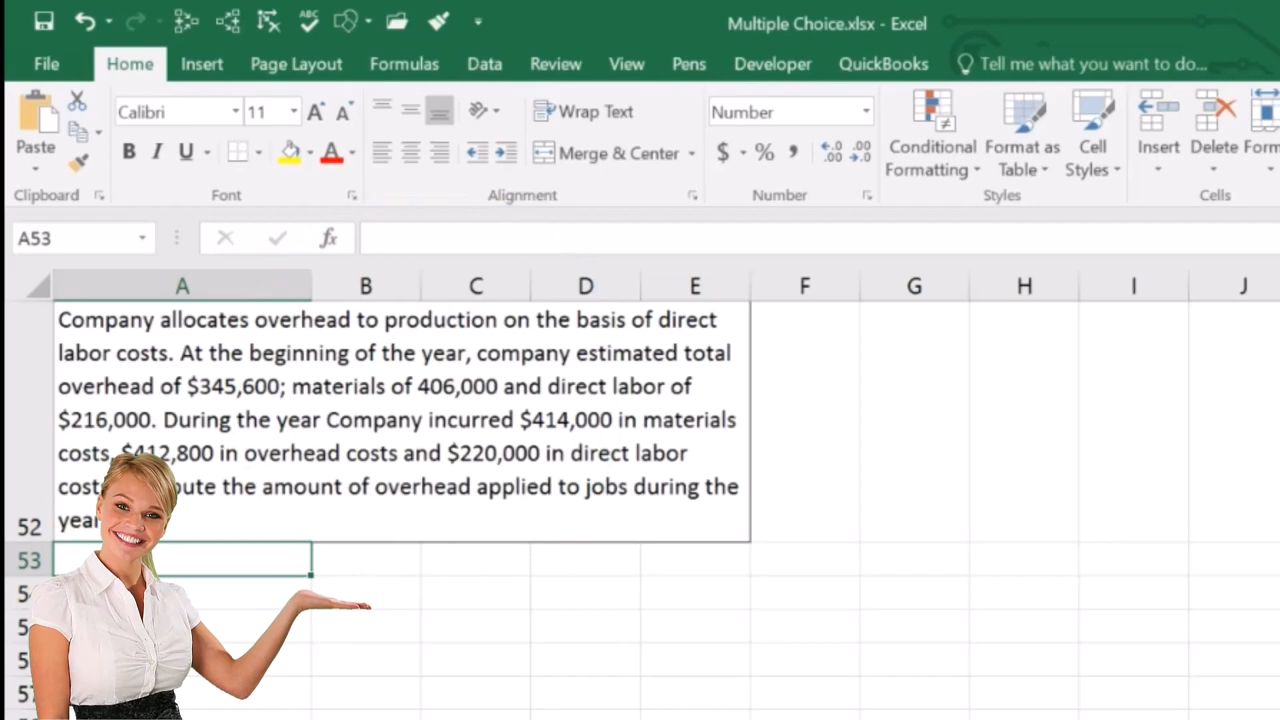 Multiple Choice.xlsx - Excel
ABC
File Home Insert Page Layout Formulas Data Review View Pens Developer QuickBooks Tell me what you want to do...
Calibri 11 A A Wrap Text Number Conditional Formatting Format as Table Cell Styles Insert Delete
Paste B I U A Merge & Center $ % , .0 .00 .00 .0
Clipboard Font Alignment Number Styles Cells
A53 fx
A B C D E F G H I J
Company allocates overhead to production on the basis of direct
labor costs. At the beginning of the year, company estimated total
overhead of $345,600; materials of 406,000 and direct labor of
$216,000. During the year Company incurred $414,000 in materials
costs, $412,800 in overhead costs and $220,000 in direct labor
the amount of overhead applied to jobs during the
52
53